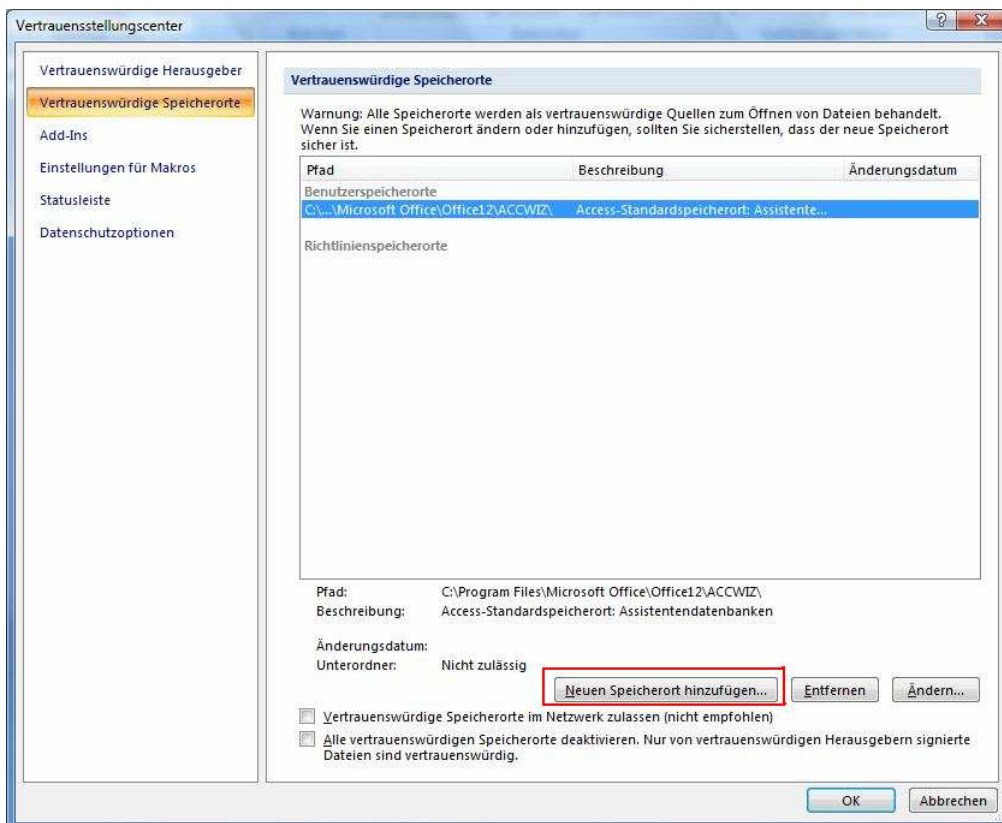 Vertrauensstellungscenter
Vertrauenswürdige Herausgeber
Vertrauenswürdige Speicherorte
Add-Ins
Einstellungen für Makros
Statusleiste
Datenschutzoptionen
Vertrauenswürdige Speicherorte
Warnung: Alle Speicherorte werden als vertrauenswürdige Quellen zum Öffnen von Dateien behandelt.
Wenn Sie einen Speicherort ändern oder hinzufügen, sollten Sie sicherstellen, dass der neue Speicherort
sicher ist.
Pfad Beschreibung Änderungsdatum
Benutzerspeicherorte
C:\...\Microsoft Office\Office12\ACCWIZ\ Access-Standardspeicherort: Assistente...
Richtlinienspeicherorte
Pfad: C:\Program Files\Microsoft Office\Office12\ACCWIZ\
Beschreibung: Access-Standardspeicherort: Assistentendatenbanken
Änderungsdatum:
Unterordner: Nicht zulässig
Neuen Speicherort hinzufügen... Entfernen Ändern...
Vertrauenswürdige Speicherorte im Netzwerk zulassen (nicht empfohlen)
Alle vertrauenswürdigen Speicherorte deaktivieren. Nur von vertrauenswürdigen Herausgebern signierte
Dateien sind vertrauenswürdig.
OK Abbrechen